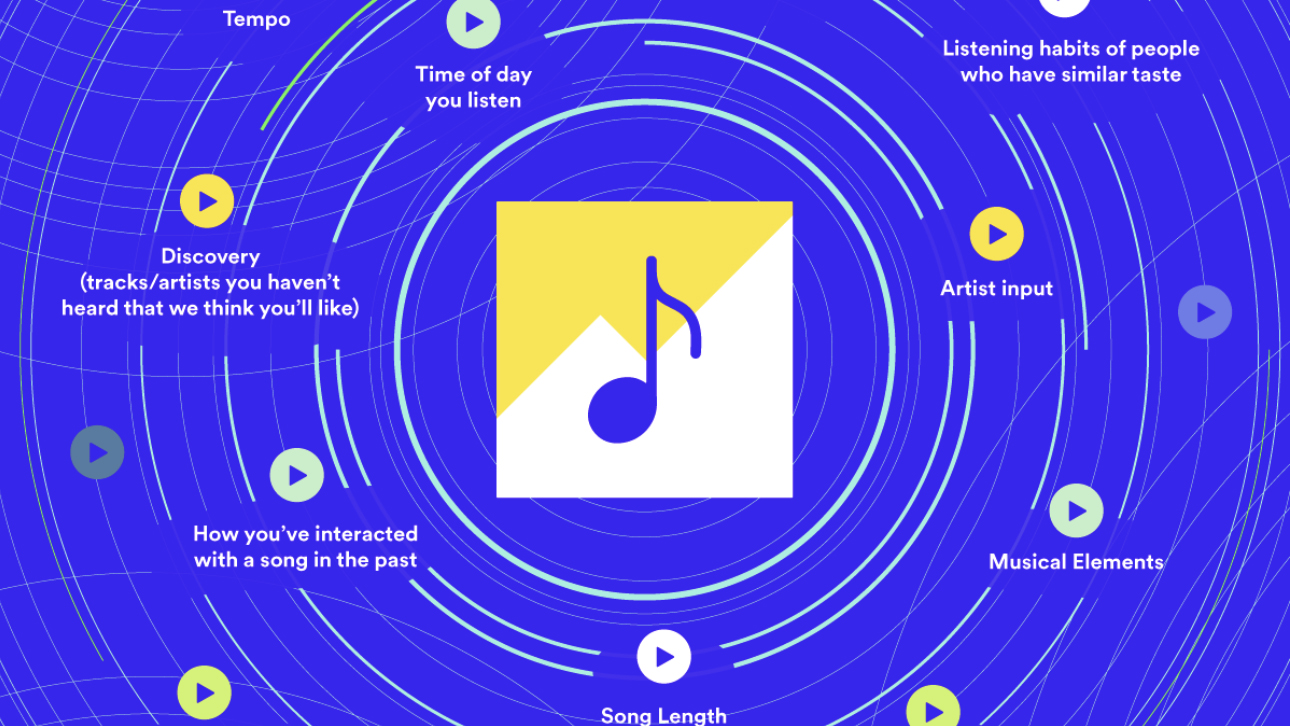 Tempo
Time of day
you listen
Listening habits of people
who have similar taste
Discovery
(tracks/artists you haven’t
heard that we think you’ll like)
Artist input
How you’ve interacted
with a song in the past
Musical Elements
Song Length